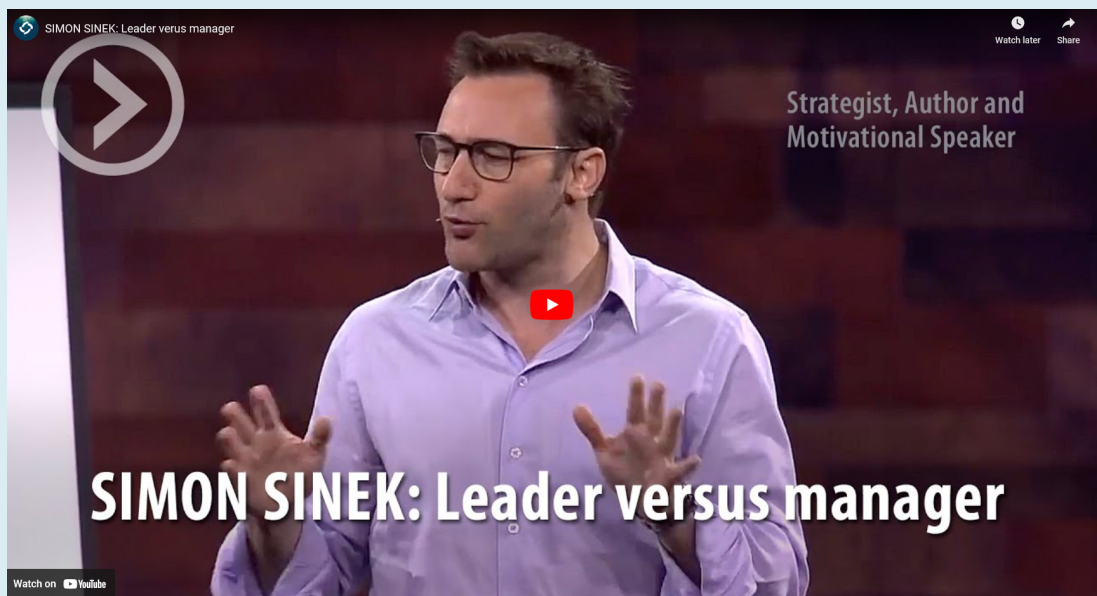 SIMON SINEK: Leader verus manager
Watch later
Share
Strategist, Author and
Motivational Speaker
SIMON SINEK: Leader versus manager
Watch on YouTube